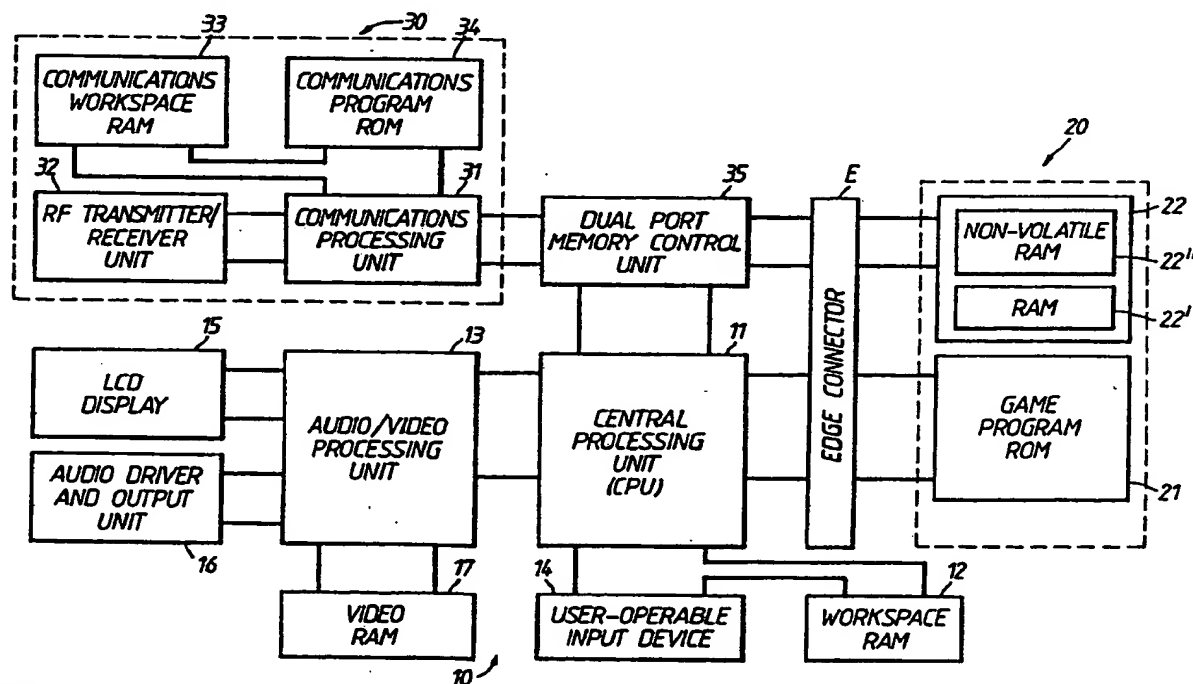 30
33
34
COMMUNICATIONS
WORKSPACE
RAM
COMMUNICATIONS
PROGRAM
ROM
32
31
RF TRANSMITTER/
RECEIVER
UNIT
COMMUNICATIONS
PROCESSING
UNIT
35
DUAL PORT
MEMORY CONTROL
UNIT
E
EDGE CONNECTOR
20
22
NON-VOLATILE
RAM
22"
RAM
22'
15
LCD
DISPLAY
13
AUDIO/VIDEO
PROCESSING
UNIT
11
CENTRAL
PROCESSING
UNIT
(CPU)
GAME
PROGRAM
ROM
21
AUDIO DRIVER
AND OUTPUT
UNIT
16
17
VIDEO
RAM
14
USER-OPERABLE
INPUT DEVICE
12
WORKSPACE
RAM
10